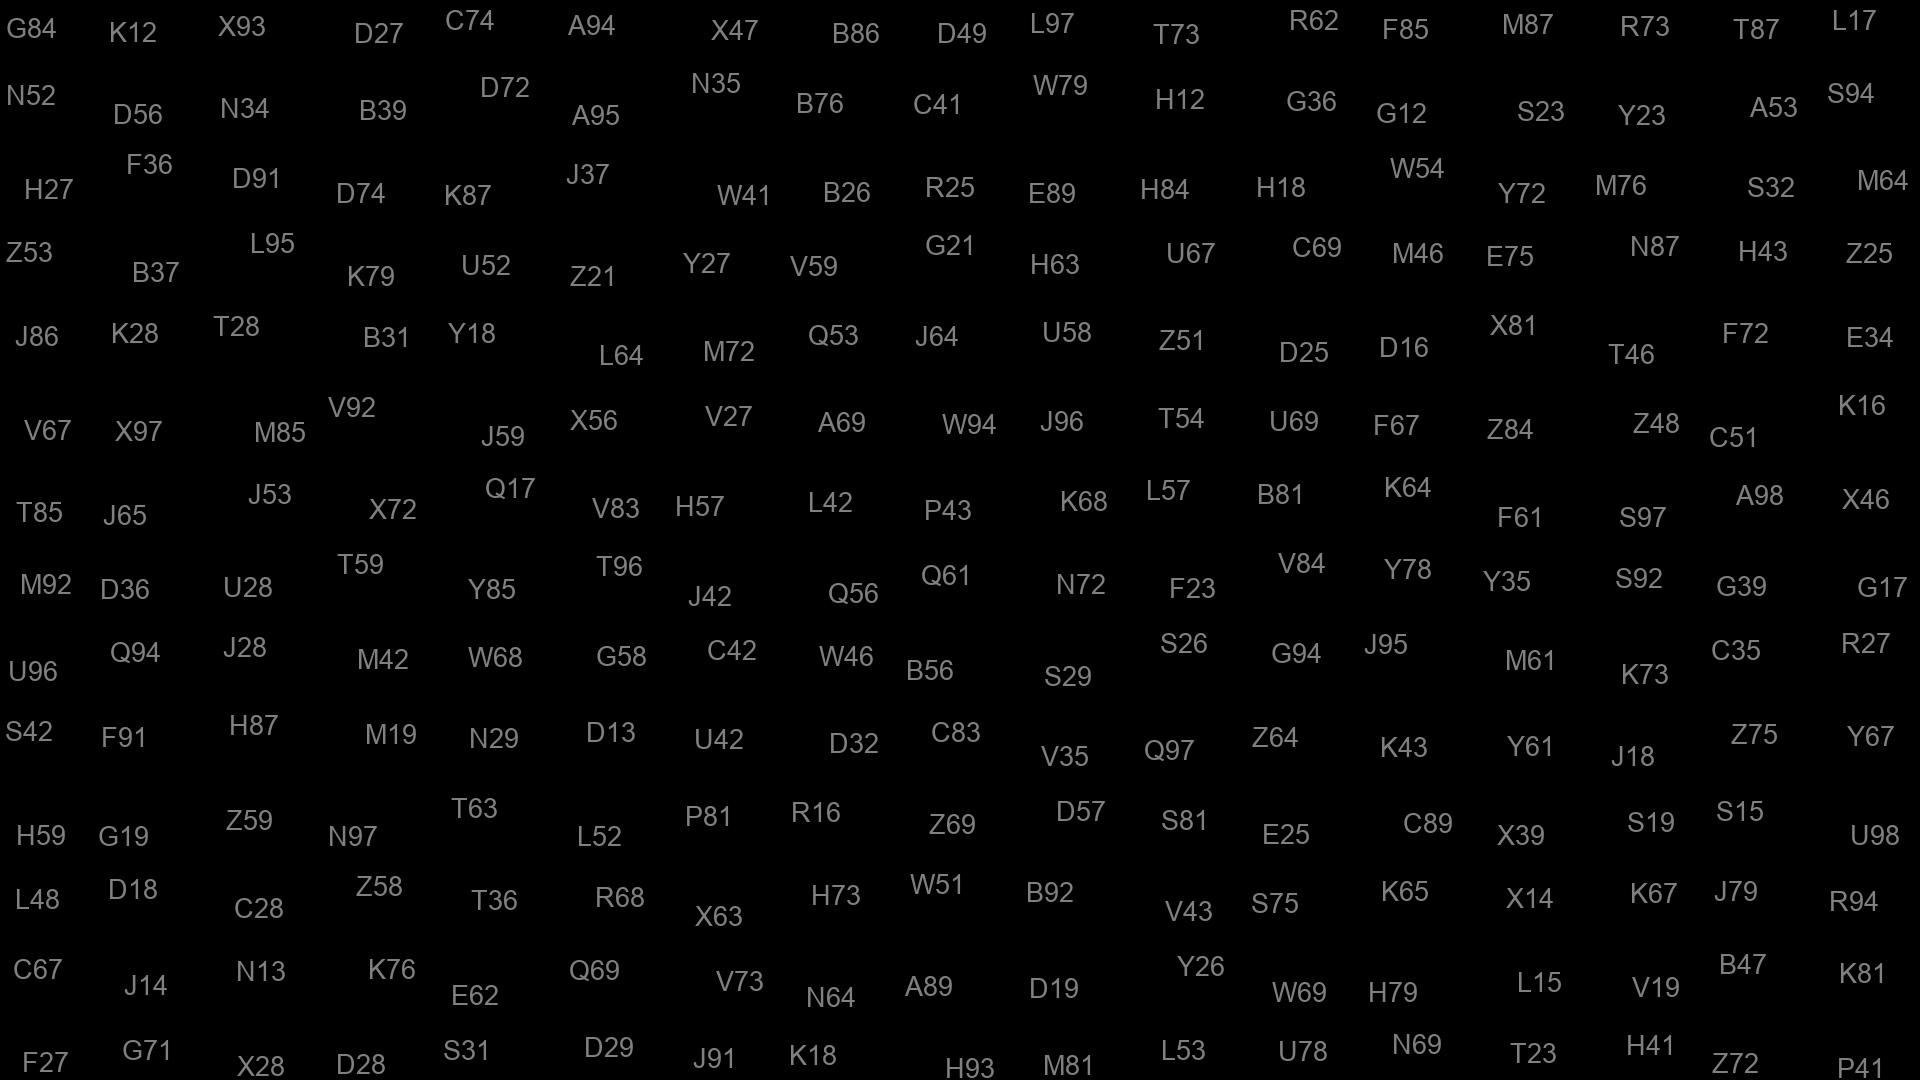 G84 K12 X93 D27 C74 A94 X47 B86 D49 L97 T73 R62 F85 M87 R73 T87 L17
N52 D56 N34 B39 D72 A95 N35 B76 C41 W79 H12 G36 G12 S23 Y23 A53 S94
H27 F36 D91 D74 K87 J37 W41 B26 R25 E89 H84 H18 W54 Y72 M76 S32 M64
Z53 B37 L95 K79 U52 Z21 Y27 V59 G21 H63 U67 C69 M46 E75 N87 H43 Z25
J86 K28 T28 B31 Y18 L64 M72 Q53 J64 U58 Z51 D25 D16 X81 T46 F72 E34
V67 X97 M85 V92 J59 X56 V27 A69 W94 J96 T54 U69 F67 Z84 Z48 C51 K16
T85 J65 J53 X72 Q17 V83 H57 L42 P43 K68 L57 B81 K64 F61 S97 A98 X46
M92 D36 U28 T59 Y85 T96 J42 Q56 Q61 N72 F23 V84 Y78 Y35 S92 G39 G17
U96 Q94 J28 M42 W68 G58 C42 W46 B56 S29 S26 G94 J95 M61 K73 C35 R27
S42 F91 H87 M19 N29 D13 U42 D32 C83 V35 Q97 Z64 K43 Y61 J18 Z75 Y67
H59 G19 Z59 N97 T63 L52 P81 R16 Z69 D57 S81 E25 C89 X39 S19 S15 U98
L48 D18 C28 Z58 T36 R68 X63 H73 W51 B92 V43 S75 K65 X14 K67 J79 R94
C67 J14 N13 K76 E62 Q69 V73 N64 A89 D19 Y26 W69 H79 L15 V19 B47 K81
F27 G71 X28 D28 S31 D29 J91 K18 H93 M81 L53 U78 N69 T23 H41 Z72 P41